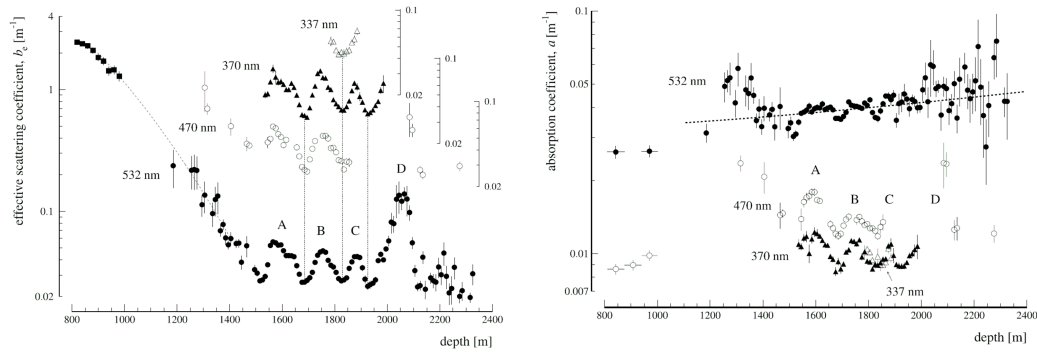 effective scattering coefficient, b_e [m^-1]
4
1
0.4
0.1
0.02
337 nm
370 nm
470 nm
532 nm
0.1
0.02
0.1
0.02
0.1
0.02
A
B
C
D
800
1000
1200
1400
1600
1800
2000
2200
2400
depth [m]
absorption coefficient, a [m^-1]
0.1
0.05
0.01
0.007
532 nm
470 nm
370 nm
337 nm
A
B
C
D
600
800
1000
1200
1400
1600
1800
2000
2200
2400
depth [m]